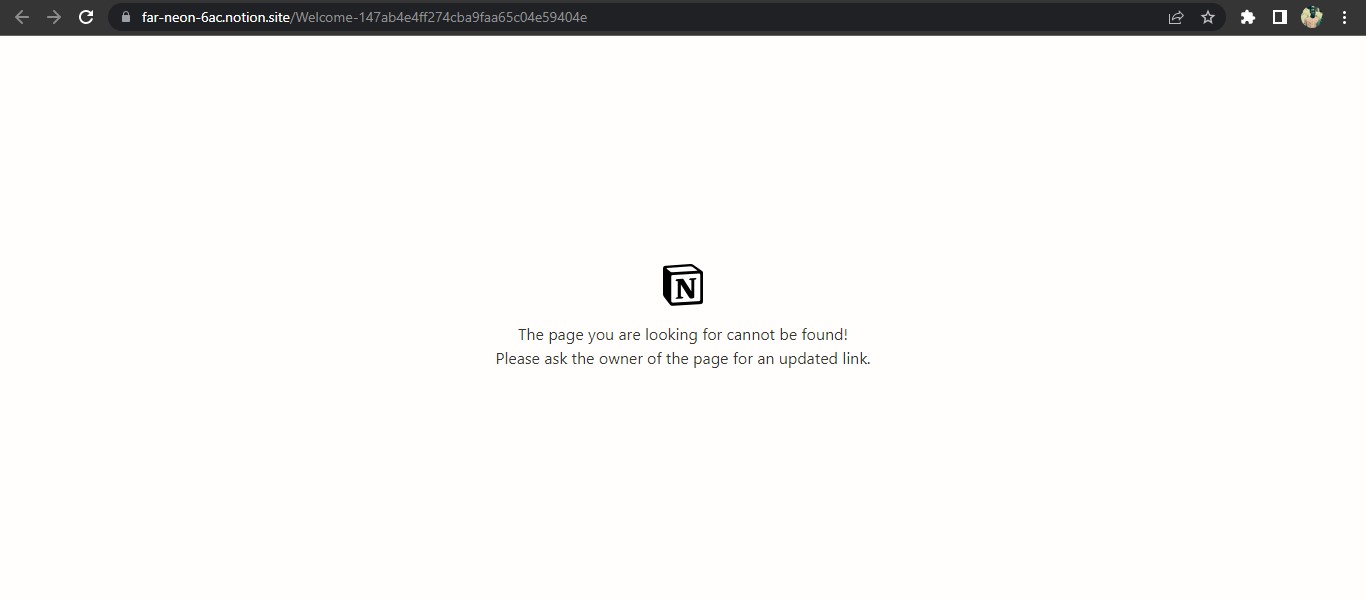 far-neon-6ac.notion.site/Welcome-147ab4e4ff274cba9faa65c04e59404e
N
The page you are looking for cannot be found!
Please ask the owner of the page for an updated link.